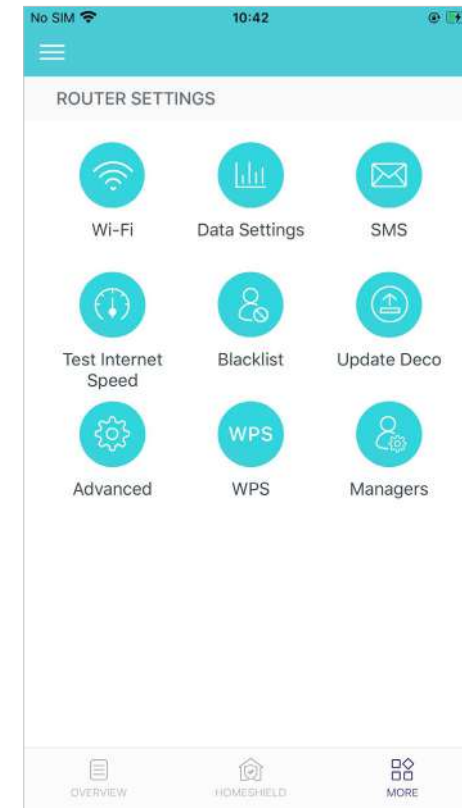 No SIM 10:42
ROUTER SETTINGS
Wi-Fi Data Settings SMS
Test Internet Speed Blacklist Update Deco
WPS
Advanced WPS Managers
OVERVIEW HOMESHIELD MORE